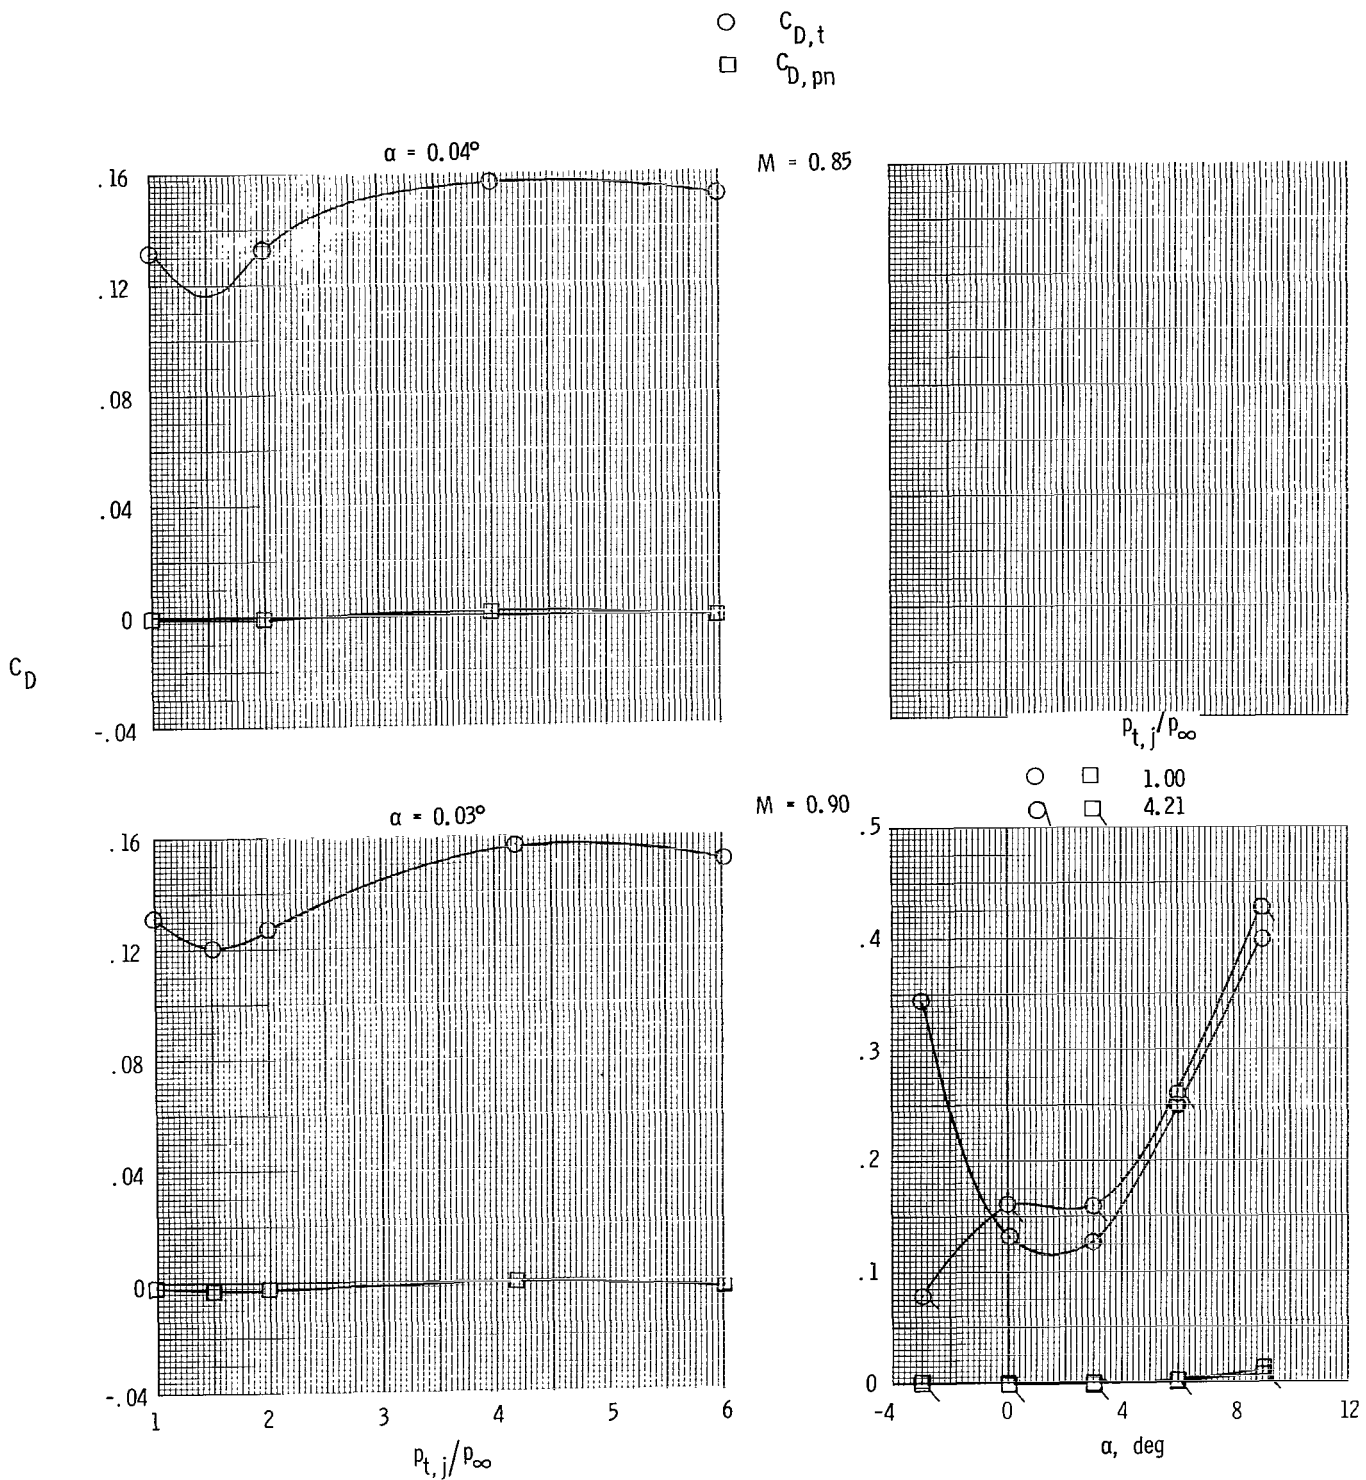 C_D,t
C_D,pn
α = 0.04°
M = 0.85
.16
.12
.08
.04
0
-.04
C_D
p_t,j/p_∞
1.00
4.21
α = 0.03°
M = 0.90
.16
.12
.08
.04
0
-.04
1 2 3 4 5 6
p_t,j/p_∞
.5
.4
.3
.2
.1
0
-4 0 4 8 12
α, deg